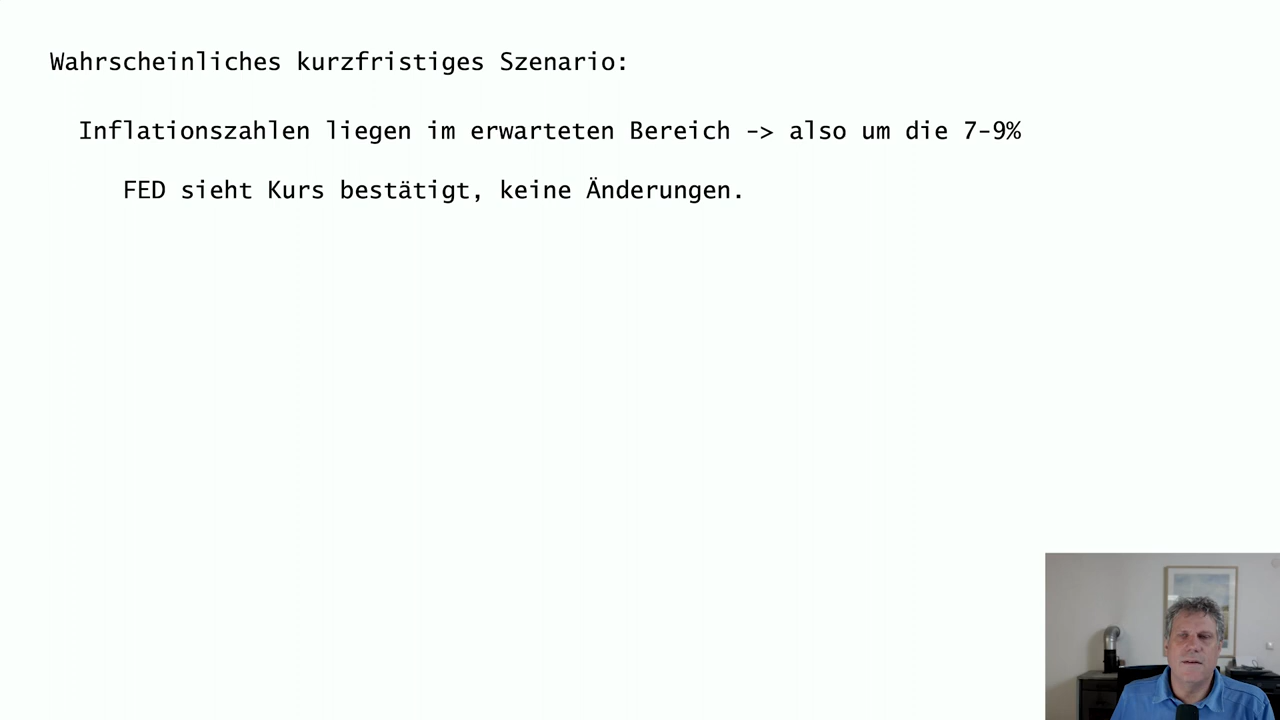 Wahrscheinliches kurzfristiges Szenario:
Inflationszahlen liegen im erwarteten Bereich -> also um die 7-9%
FED sieht Kurs bestätigt, keine Änderungen.